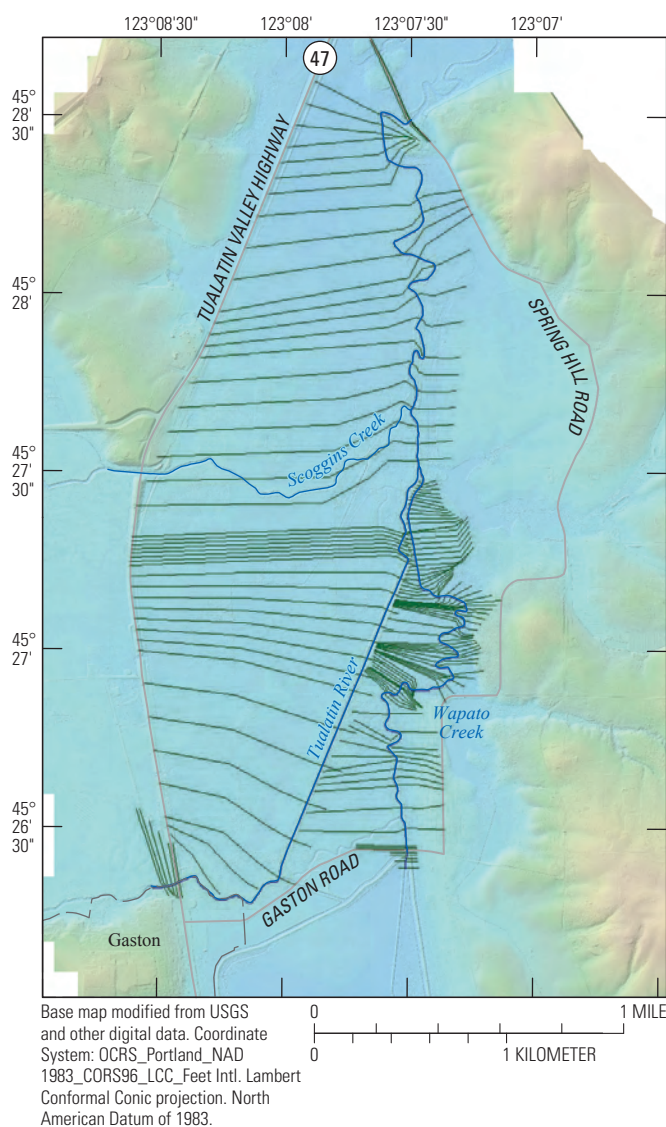 123°08'30"
123°08'
123°07'30"
123°07'
47
45°
28'
30"
TUALATIN VALLEY HIGHWAY
45°
28'
SPRING HILL ROAD
Scoggins Creek
45°
27'
30"
45°
27'
Tualatin River
Wapato
Creek
45°
26'
30"
GASTON ROAD
Gaston
Base map modified from USGS
and other digital data. Coordinate
System: OCRS_Portland_NAD
1983_CORS96_LCC_Feet Intl. Lambert
Conformal Conic projection. North
American Datum of 1983.
0
1 MILE
0
1 KILOMETER